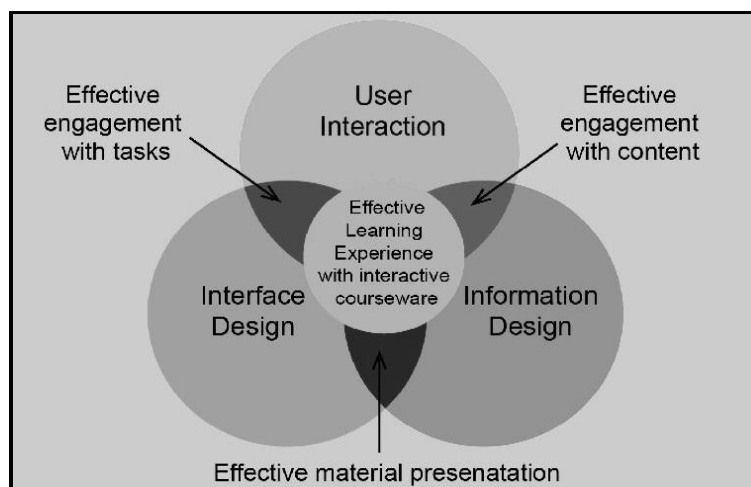 Effective
engagement
with tasks
User
Interaction
Effective
engagement
with content
Effective
Learning
Experience
with interactive
courseware
Interface
Design
Information
Design
Effective material presenatation